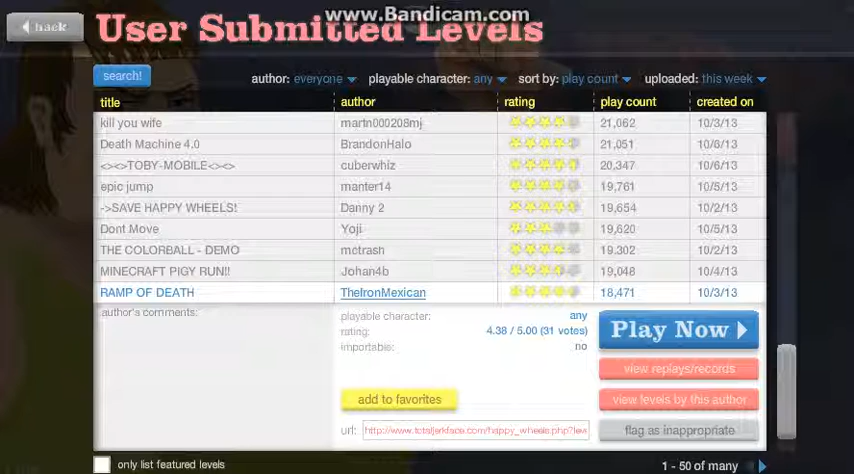 www.Bandicam.com
back
User Submitted Levels
search!
author: everyone playable character: any sort by: play count uploaded: this week
title author rating play count created on
kill you wife martn000208mj 21,062 10/3/13
Death Machine 4.0 BrandonHalo 21,051 10/6/13
<><>TOBY-MOBILE<><> cuberwhiz 20,347 10/6/13
epic jump manter14 19,761 10/5/13
->SAVE HAPPY WHEELS! Danny 2 19,654 10/2/13
Dont Move Yoji 19,620 10/5/13
THE COLORBALL - DEMO mctrash 19,302 10/2/13
MINECRAFT PIGY RUN!! Johan4b 19,048 10/4/13
RAMP OF DEATH TheIronMexican 18,471 10/3/13
author's comments:
playable character: any
rating: 4.38 / 5.00 (31 votes)
importable: no
Play Now
view replays/records
add to favorites
view levels by this author
url: http://www.totaljerkface.com/happy_wheels.php?lev
flag as inappropriate
only list featured levels
1 - 50 of many